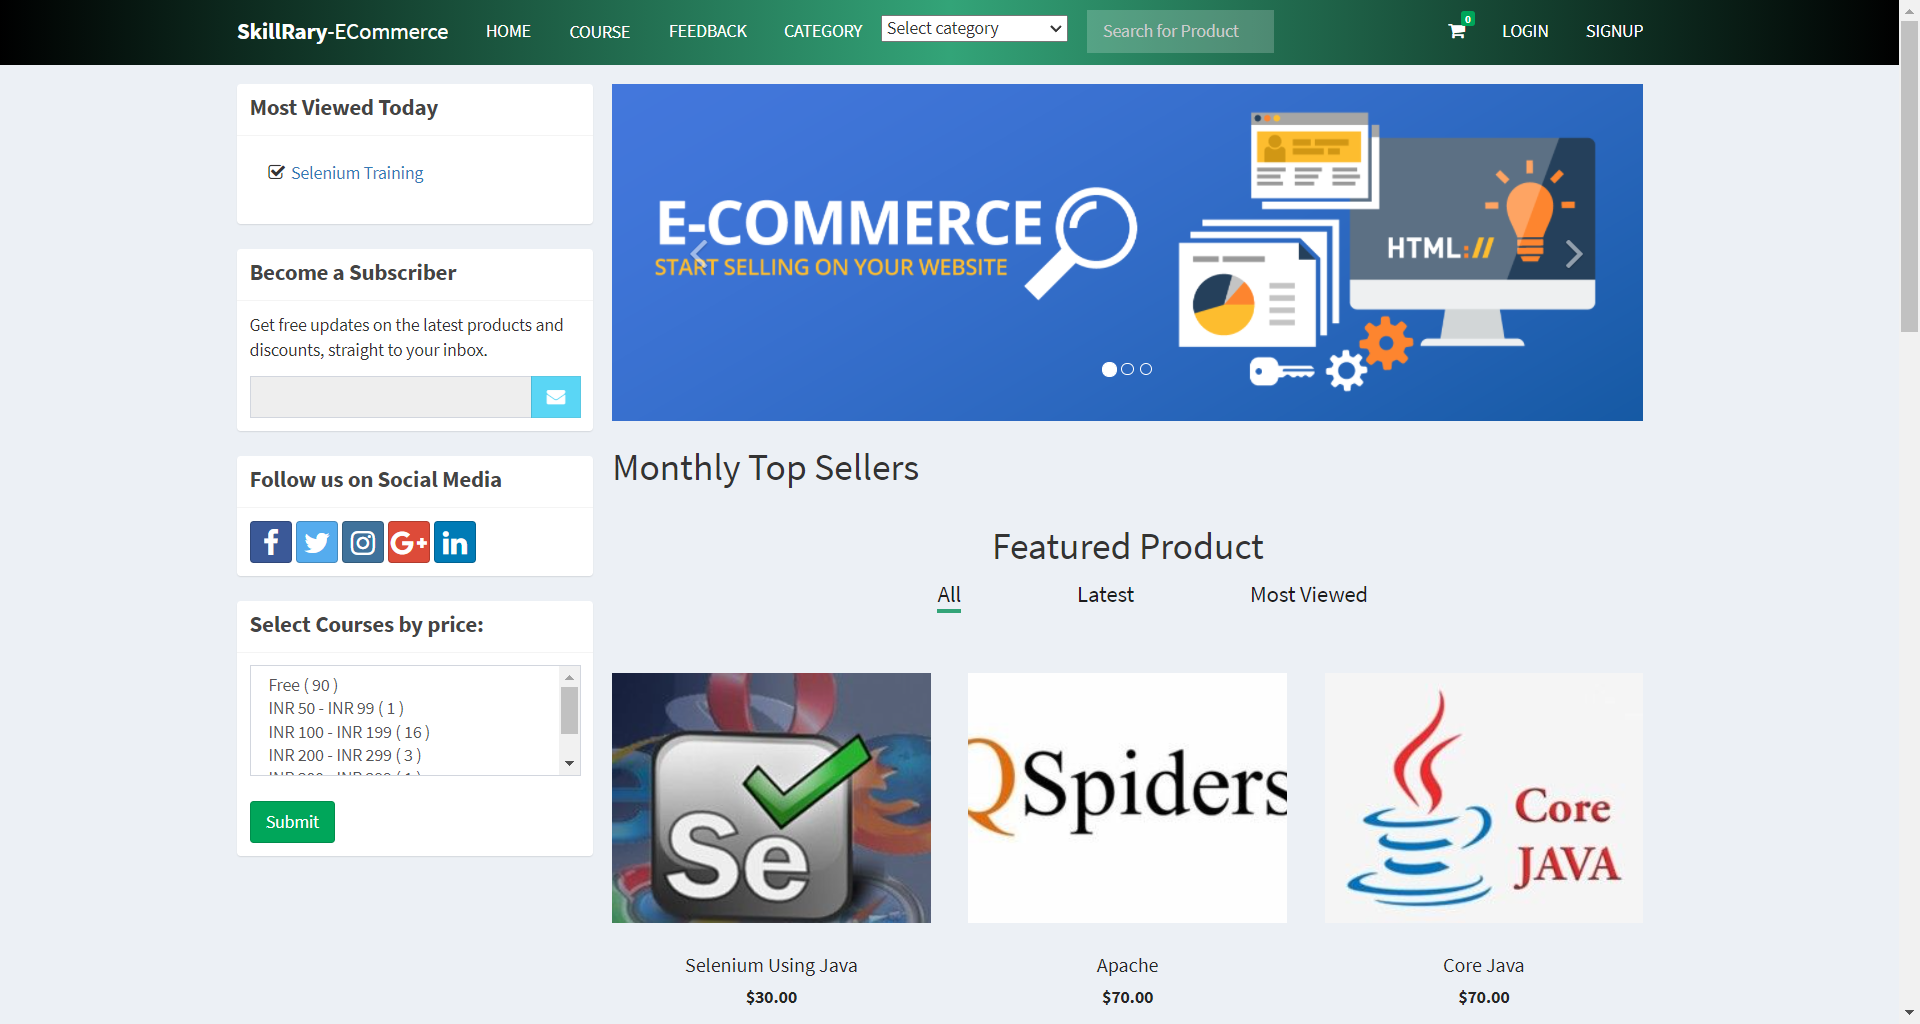 SkillRary-ECommerce
HOME
COURSE
FEEDBACK
CATEGORY
Select category
Search for Product
0
LOGIN
SIGNUP
Most Viewed Today
Selenium Training
Become a Subscriber
Get free updates on the latest products and
discounts, straight to your inbox.
Follow us on Social Media
Select Courses by price:
Free ( 90 )
INR 50 - INR 99 ( 1 )
INR 100 - INR 199 ( 16 )
INR 200 - INR 299 ( 3 )
Submit
E-COMMERCE
START SELLING ON YOUR WEBSITE
HTML://
Monthly Top Sellers
Featured Product
All
Latest
Most Viewed
Se
QSpiders
Core
JAVA
Selenium Using Java
$30.00
Apache
$70.00
Core Java
$70.00